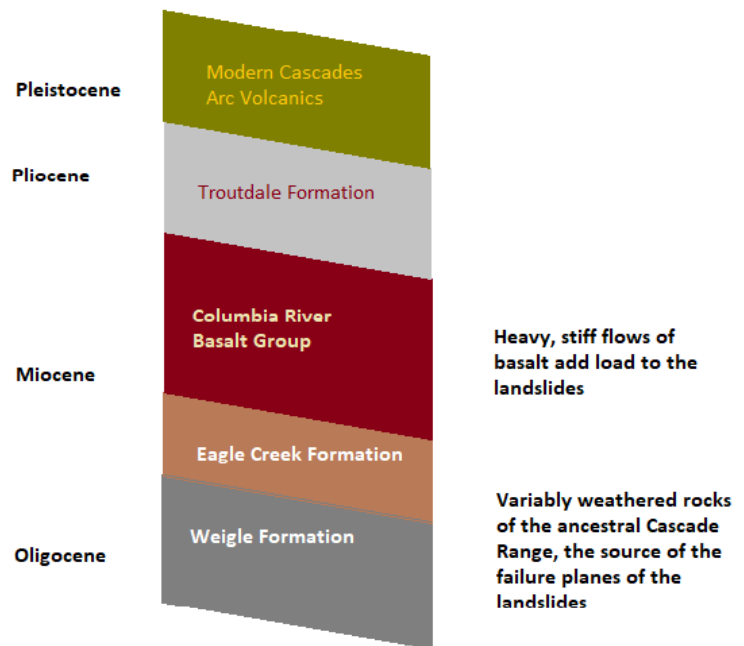 Pleistocene
Modern Cascades
Arc Volcanics
Pliocene
Troutdale Formation
Columbia River
Basalt Group
Heavy, stiff flows of
basalt add load to the
landslides
Miocene
Eagle Creek Formation
Weigle Formation
Variably weathered rocks
of the ancestral Cascade
Range, the source of the
failure planes of the
landslides
Oligocene